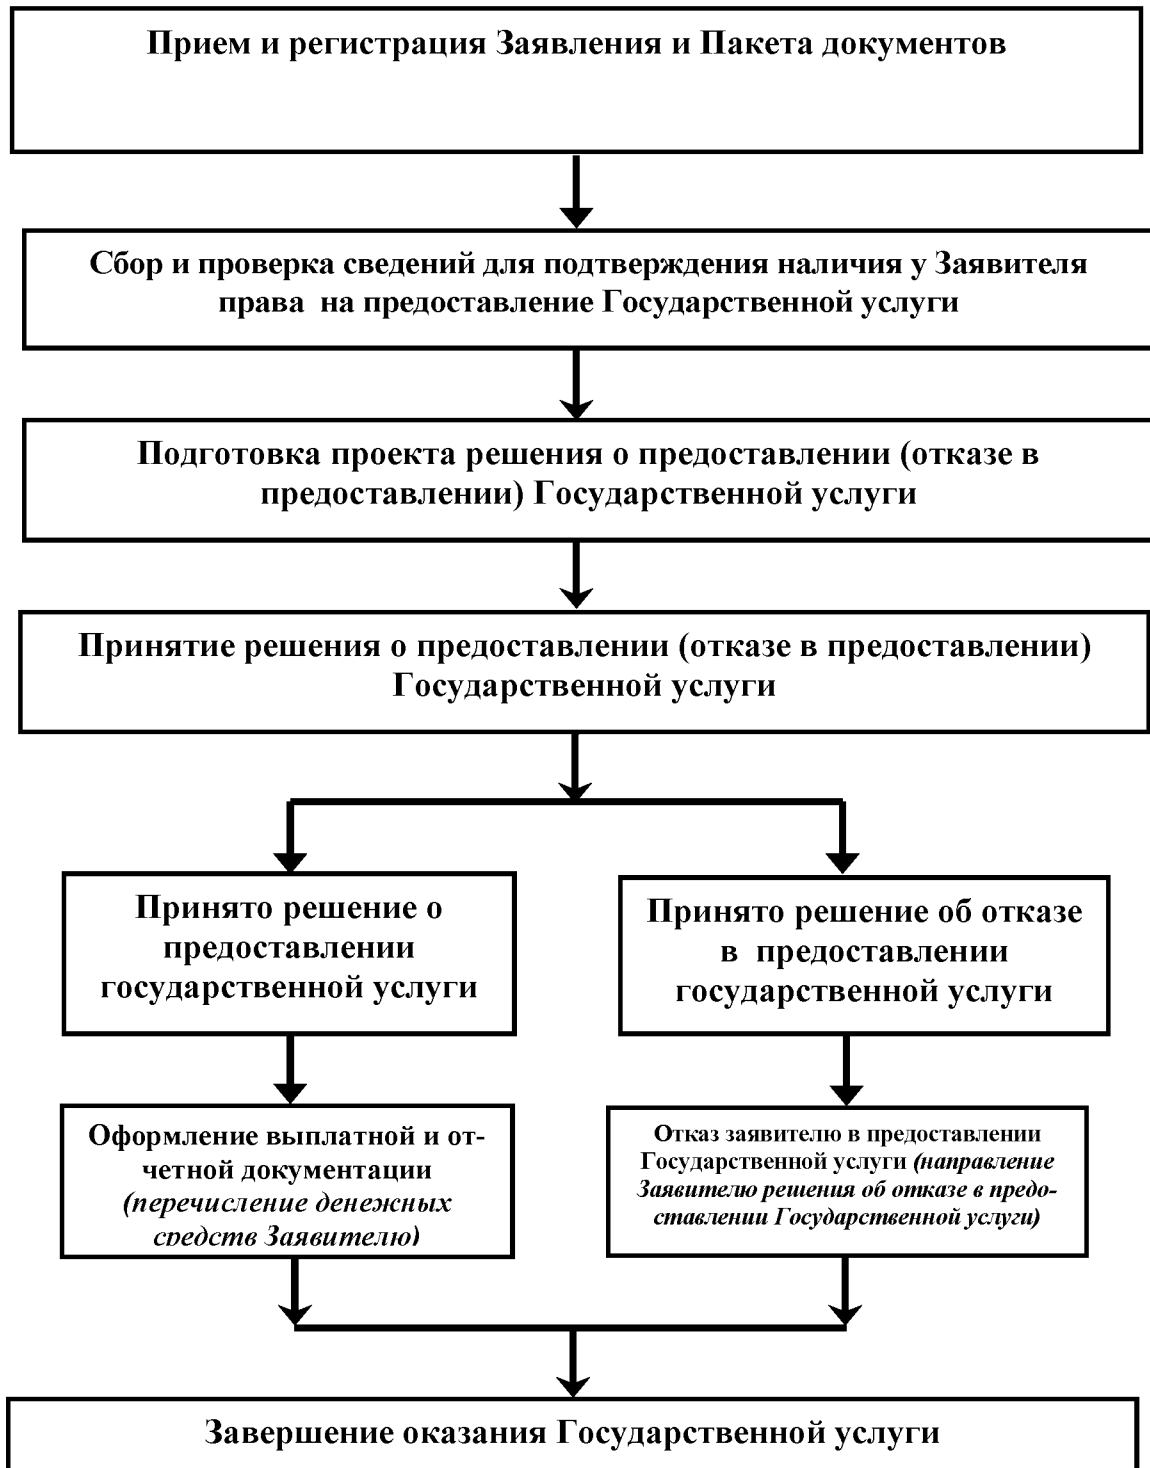 Прием и регистрация Заявления и Пакета документов
Сбор и проверка сведений для подтверждения наличия у Заявителя
права на предоставление Государственной услуги
Подготовка проекта решения о предоставлении (отказе в
предоставлении) Государственной услуги
Принятие решения о предоставлении (отказе в предоставлении)
Государственной услуги
Принято решение о
предоставлении
государственной услуги
Принято решение об отказе
в предоставлении
государственной услуги
Оформление выплатной и от-
четной документации
(перечисление денежных
средств Заявителю)
Отказ заявителю в предоставлении
Государственной услуги (направление
Заявителю решения об отказе в предо-
ставлении Государственной услуги)
Завершение оказания Государственной услуги